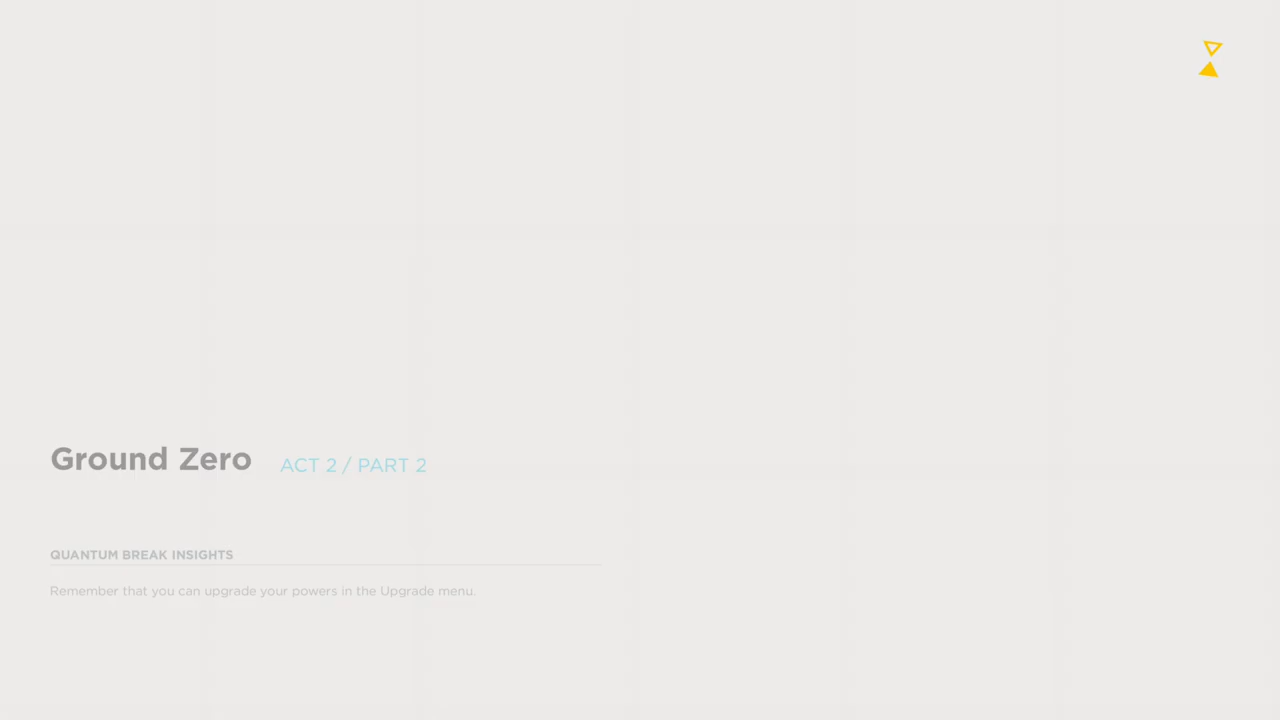 Ground Zero ACT 2 / PART 2
QUANTUM BREAK INSIGHTS
Remember that you can upgrade your powers in the Upgrade menu.